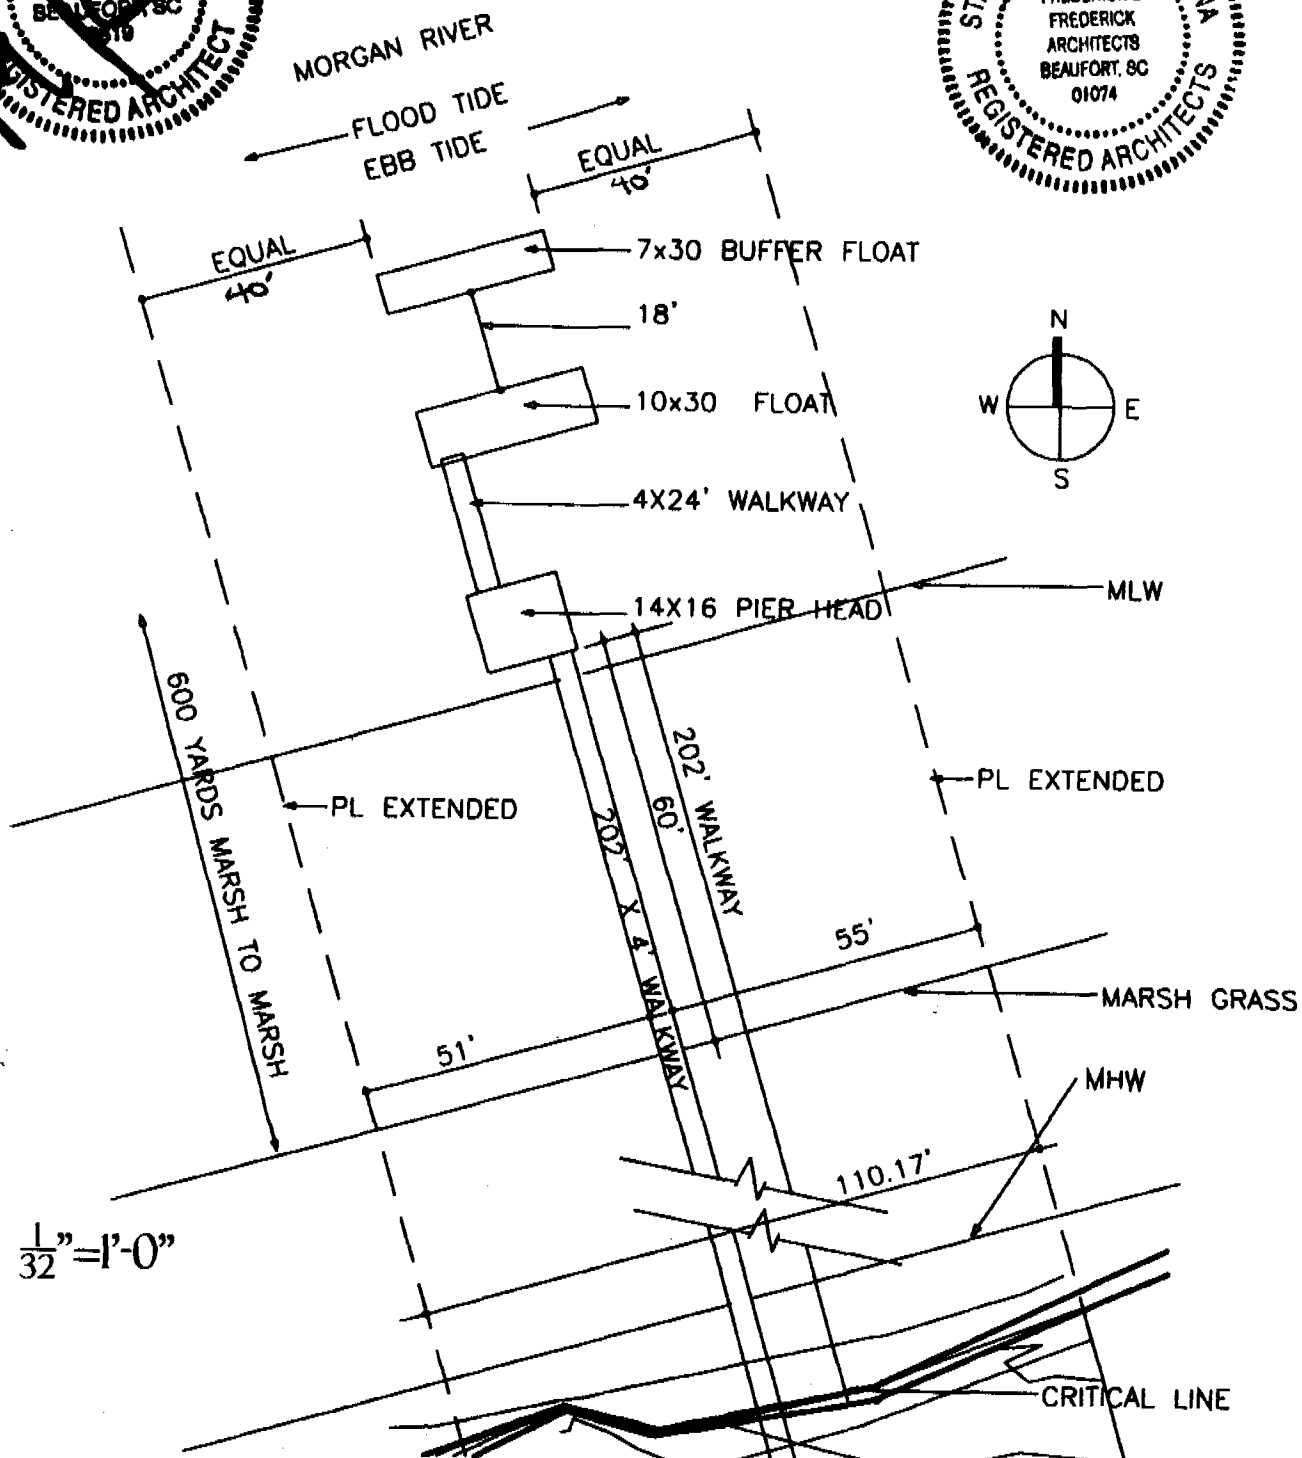 BEAUFORT, SC
REGISTERED ARCHITECT
FREDERICK
ARCHITECTS
BEAUFORT, SC
01074
REGISTERED ARCHITECTS
MORGAN RIVER
FLOOD TIDE
EBB TIDE
EQUAL
40'
EQUAL
40'
7x30 BUFFER FLOAT
18'
10x30 FLOAT
4X24' WALKWAY
14X16 PIER HEAD
N
W
E
S
MLW
600 YARDS MARSH TO MARSH
PL EXTENDED
PL EXTENDED
202' WALKWAY
60'
202' X 4' WALKWAY
55'
51'
MARSH GRASS
MHW
110.17'
1/32"=1'-0"
CRITICAL LINE